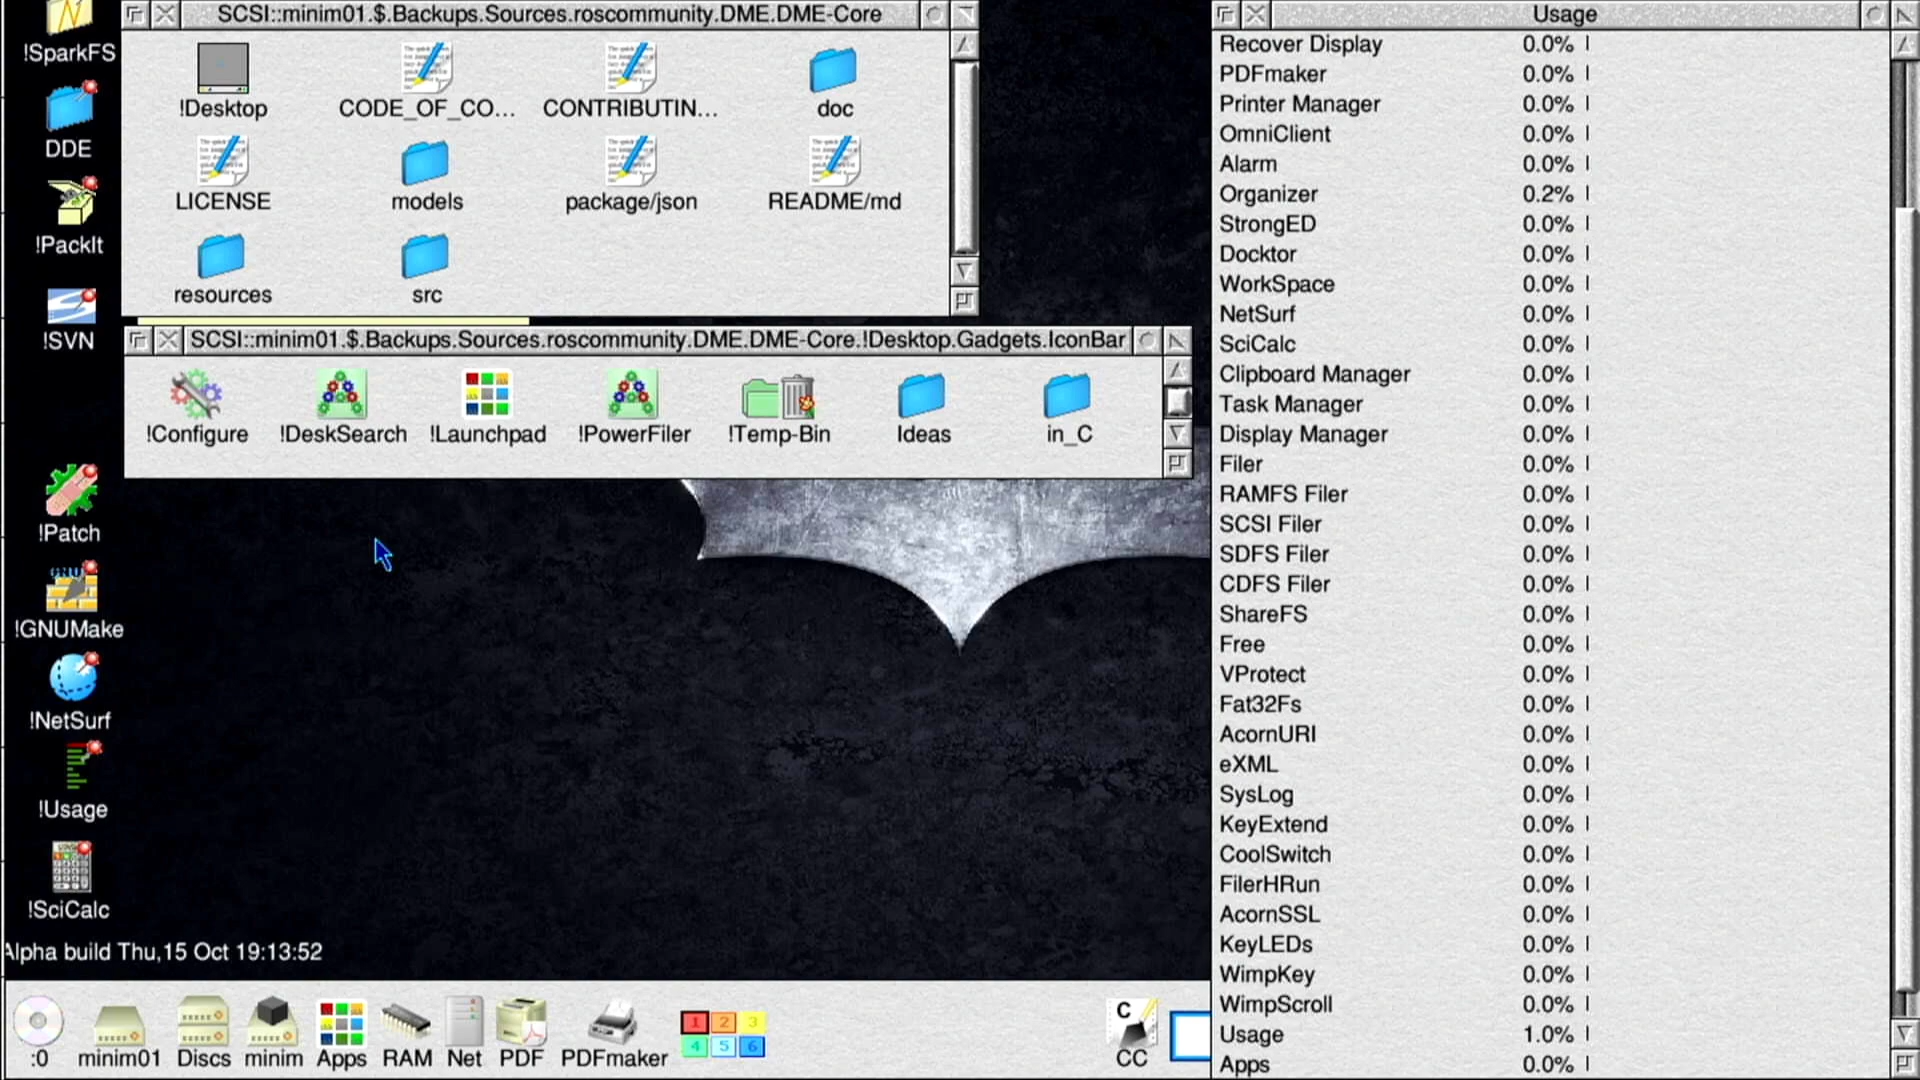 !SparkFS
DDE
!PackIt
!SVN
!Patch
!GNUMake
!NetSurf
!Usage
!SciCalc
Alpha build Thu,15 Oct 19:13:52
SCSI::minim01.$.Backups.Sources.roscommunity.DME.DME-Core
!Desktop CODE_OF_CO... CONTRIBUTIN... doc
LICENSE models package/json README/md
resources src
SCSI::minim01.$.Backups.Sources.roscommunity.DME.DME-Core.!Desktop.Gadgets.IconBar
!Configure !DeskSearch !Launchpad !PowerFiler !Temp-Bin Ideas in_C
Usage
Recover Display 0.0%
PDFmaker 0.0%
Printer Manager 0.0%
OmniClient 0.0%
Alarm 0.0%
Organizer 0.2%
StrongED 0.0%
Docktor 0.0%
WorkSpace 0.0%
NetSurf 0.0%
SciCalc 0.0%
Clipboard Manager 0.0%
Task Manager 0.0%
Display Manager 0.0%
Filer 0.0%
RAMFS Filer 0.0%
SCSI Filer 0.0%
SDFS Filer 0.0%
CDFS Filer 0.0%
ShareFS 0.0%
Free 0.0%
VProtect 0.0%
Fat32Fs 0.0%
AcornURI 0.0%
eXML 0.0%
SysLog 0.0%
KeyExtend 0.0%
CoolSwitch 0.0%
FilerHRun 0.0%
AcornSSL 0.0%
KeyLEDs 0.0%
WimpKey 0.0%
WimpScroll 0.0%
Usage 1.0%
Apps 0.0%
1 2 3
4 5 6
C
:0 minim01 Discs minim Apps RAM Net PDF PDFmaker CC